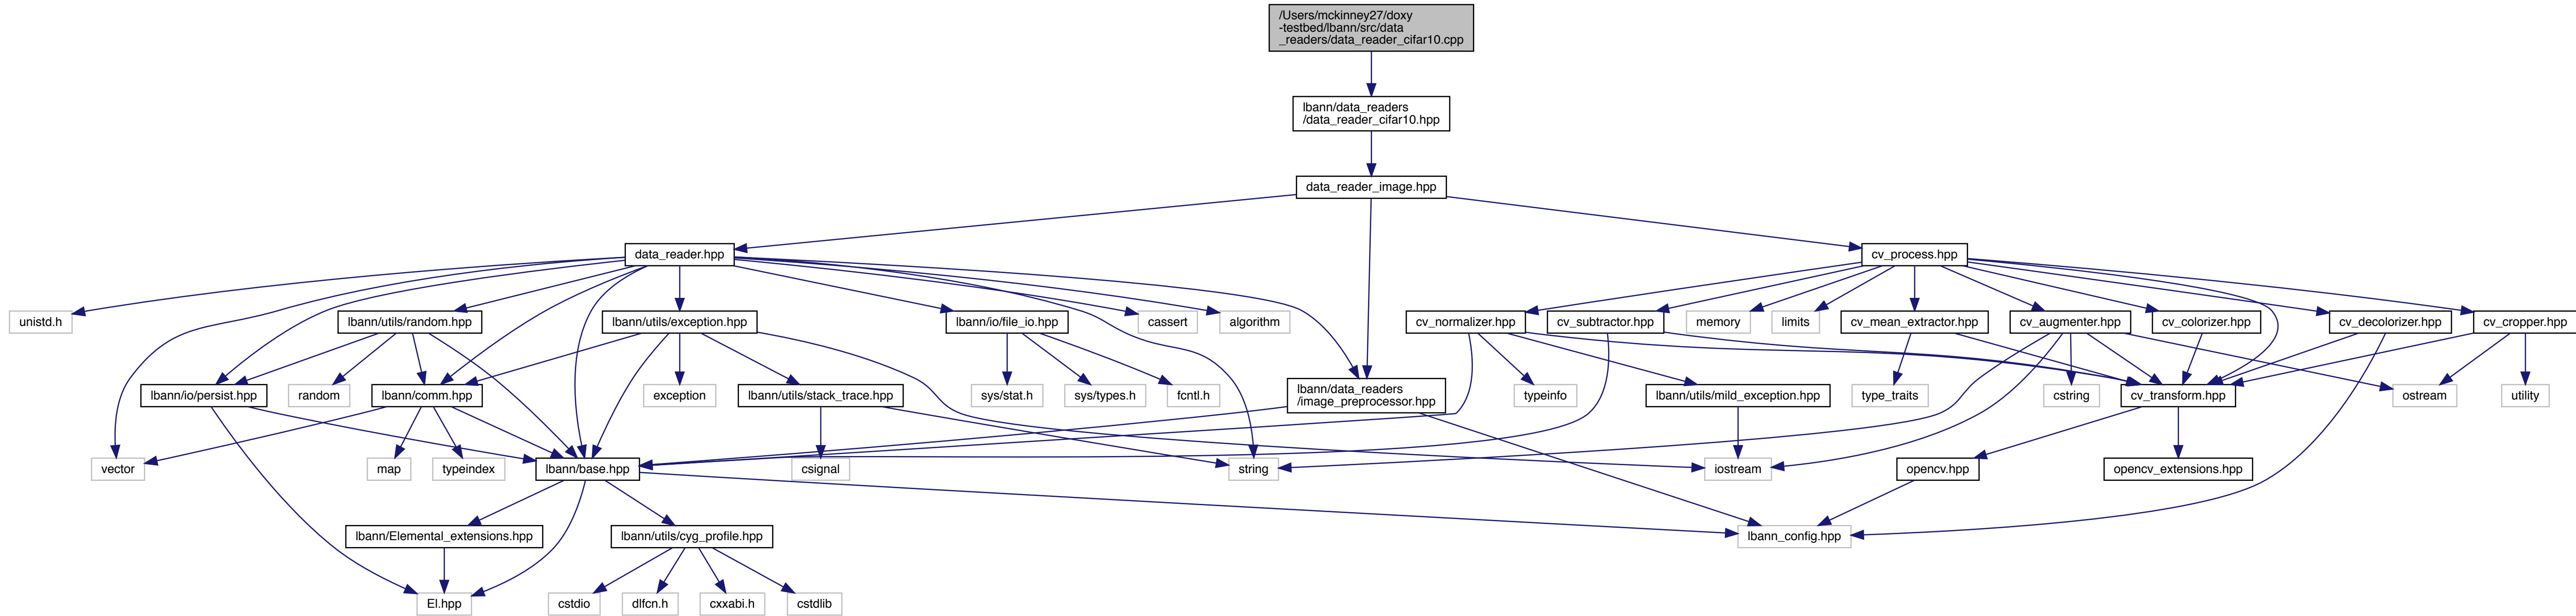 /Users/mckinney27/doxy
-testbed/lbann/src/data
_readers/data_reader_cifar10.cpp
lbann/data_readers
/data_reader_cifar10.hpp
data_reader_image.hpp
data_reader.hpp
cv_process.hpp
unistd.h
lbann/utils/random.hpp
lbann/utils/exception.hpp
lbann/io/file_io.hpp
cassert
algorithm
cv_normalizer.hpp
cv_subtractor.hpp
memory
limits
cv_mean_extractor.hpp
cv_augmenter.hpp
cv_colorizer.hpp
cv_decolorizer.hpp
cv_cropper.hpp
lbann/io/persist.hpp
random
lbann/comm.hpp
exception
lbann/utils/stack_trace.hpp
sys/stat.h
sys/types.h
fcntl.h
lbann/data_readers
/image_preprocessor.hpp
typeinfo
lbann/utils/mild_exception.hpp
type_traits
cstring
cv_transform.hpp
ostream
utility
vector
map
typeindex
lbann/base.hpp
csignal
string
iostream
opencv.hpp
opencv_extensions.hpp
lbann/Elemental_extensions.hpp
lbann/utils/cyg_profile.hpp
lbann_config.hpp
El.hpp
cstdio
dlfcn.h
cxxabi.h
cstdlib